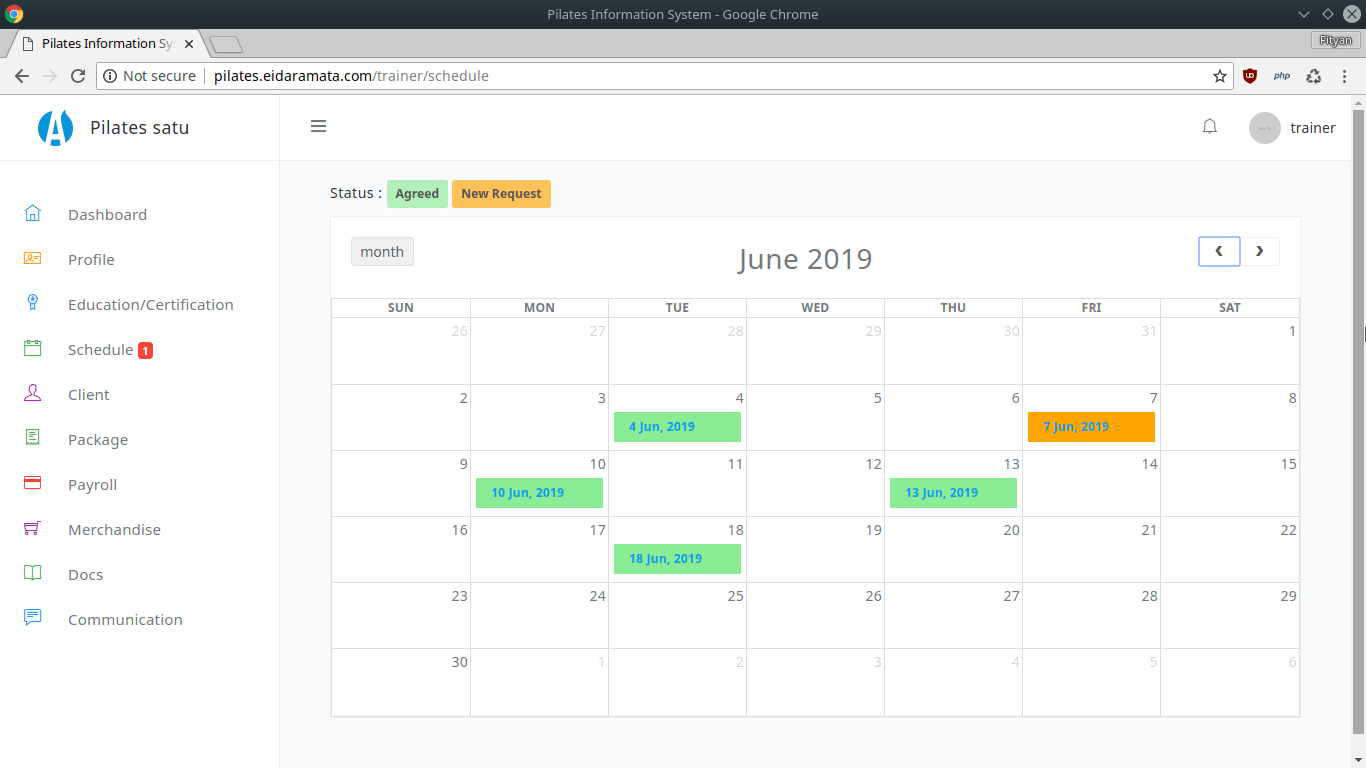 Pilates Information System - Google Chrome
Pilates Information Sy
Fityan
Not secure pilates.eidaramata.com/trainer/schedule
php
Pilates satu
trainer
Dashboard
Profile
Education/Certification
Schedule 1
Client
Package
Payroll
Merchandise
Docs
Communication
Status : Agreed New Request
month
June 2019
SUN MON TUE WED THU FRI SAT
26 27 28 29 30 31 1
2 3 4 5 6 7 8
4 Jun, 2019 7 Jun, 2019
9 10 11 12 13 14 15
10 Jun, 2019 13 Jun, 2019
16 17 18 19 20 21 22
18 Jun, 2019
23 24 25 26 27 28 29
30 1 2 3 4 5 6